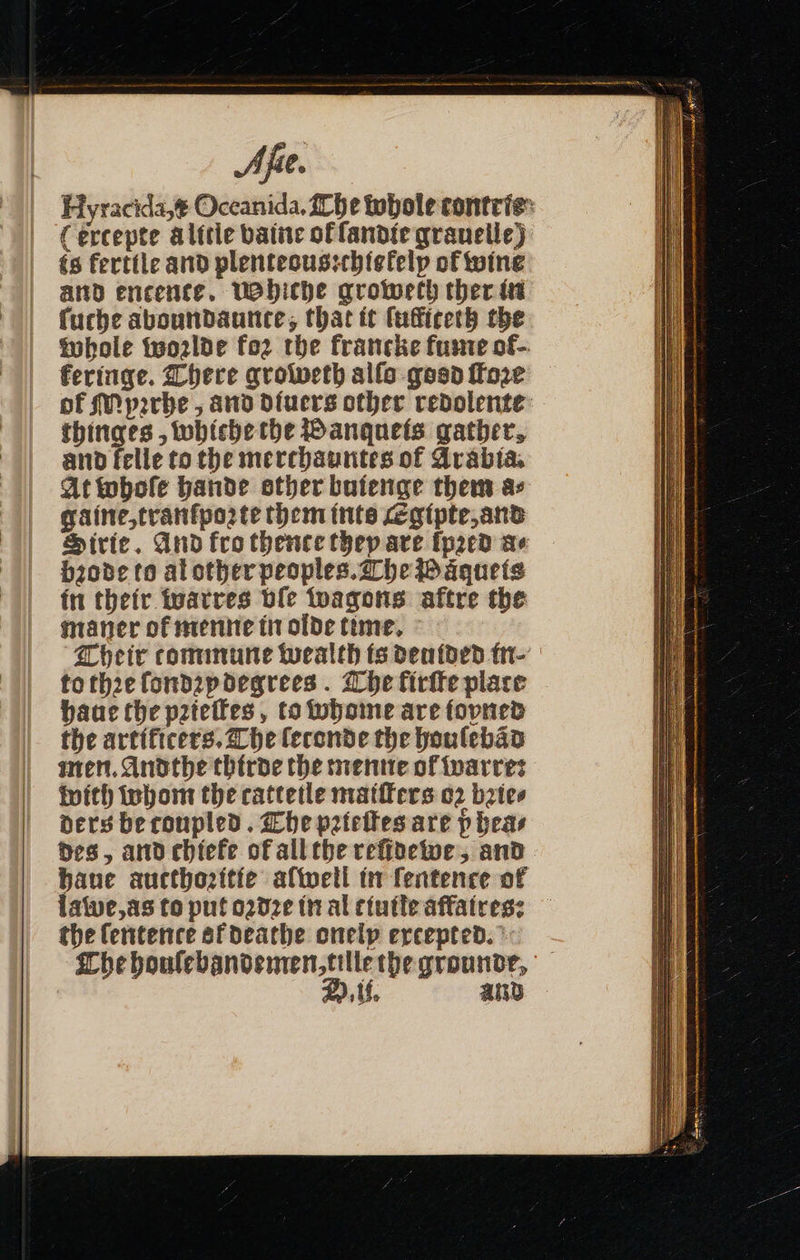 Aſie.
Hyracida, & Oceanida. The whole contrie:
(excepte a litle vaine of ſandie grauelle)
is fertile and plenteous: chiefely of wine
and encence. Whiche groweth ther in
ſuche aboundaunce, that it ſuffiſeth the
whole worlde for the francke fume of-
feringe. There groweth alſo good ſtore
of Myrrhe, and diuers other redolente
thinges, whiche the Panqueis gather,
and ſelle to the merchauntes of Arabia.
At whoſe hande other buienge them a-
gaine, tranſporte them into Ægipte, and
Sirie. And fro thence they are ſpred a-
brode to al other peoples. The Pāqueis
in their warres vſe wagons aftre the
maner of menne in olde time.
Their commune wealth is deuided in-
to thre ſondry degrees. The firſte place
haue the prieſtes, to whome are ioyned
the artificers. The ſeconde the houſebād
men. And the thirde the menne of warre:
with whom the catteile maiſters or brie-
ders be coupled. The prieſtes are þͤ hea-
des, and chiefe of all the reſidewe, and
haue aucthoritie aſwell in ſentence of
lawe, as to put ordre in al ciuile affaires:
the ſentence of deathe onely excepted.
The houſebandemen, tille the grounde,
D.ii. and